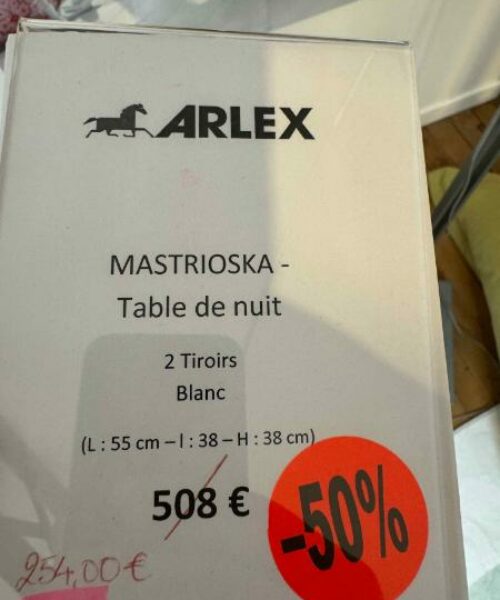 ARLEX
MASTRIOSKA -
Table de nuit
2 Tiroirs
Blanc
(L : 55 cm – l : 38 – H : 38 cm)
508 €
-50%
254,00 €